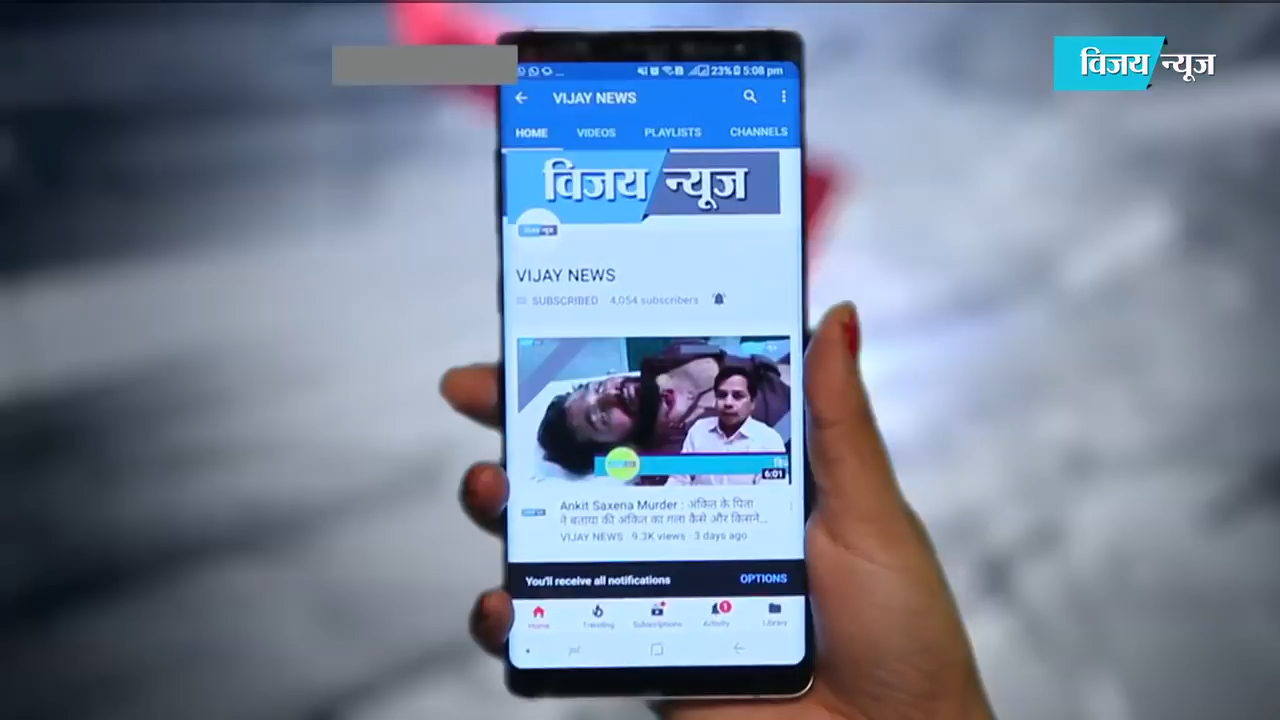 विजय न्यूज
23% 5:08 pm
VIJAY NEWS
HOME VIDEOS PLAYLISTS CHANNELS
विजय न्यूज
VIJAY NEWS
SUBSCRIBED 4,054 subscribers
6:01
Ankit Saxena Murder : अंकित के पिता
ने बताया की अंकित का गला कैसे और किसने...
VIJAY NEWS · 9.3K views · 3 days ago
You'll receive all notifications OPTIONS
1
Home Trending Subscriptions Activity Library